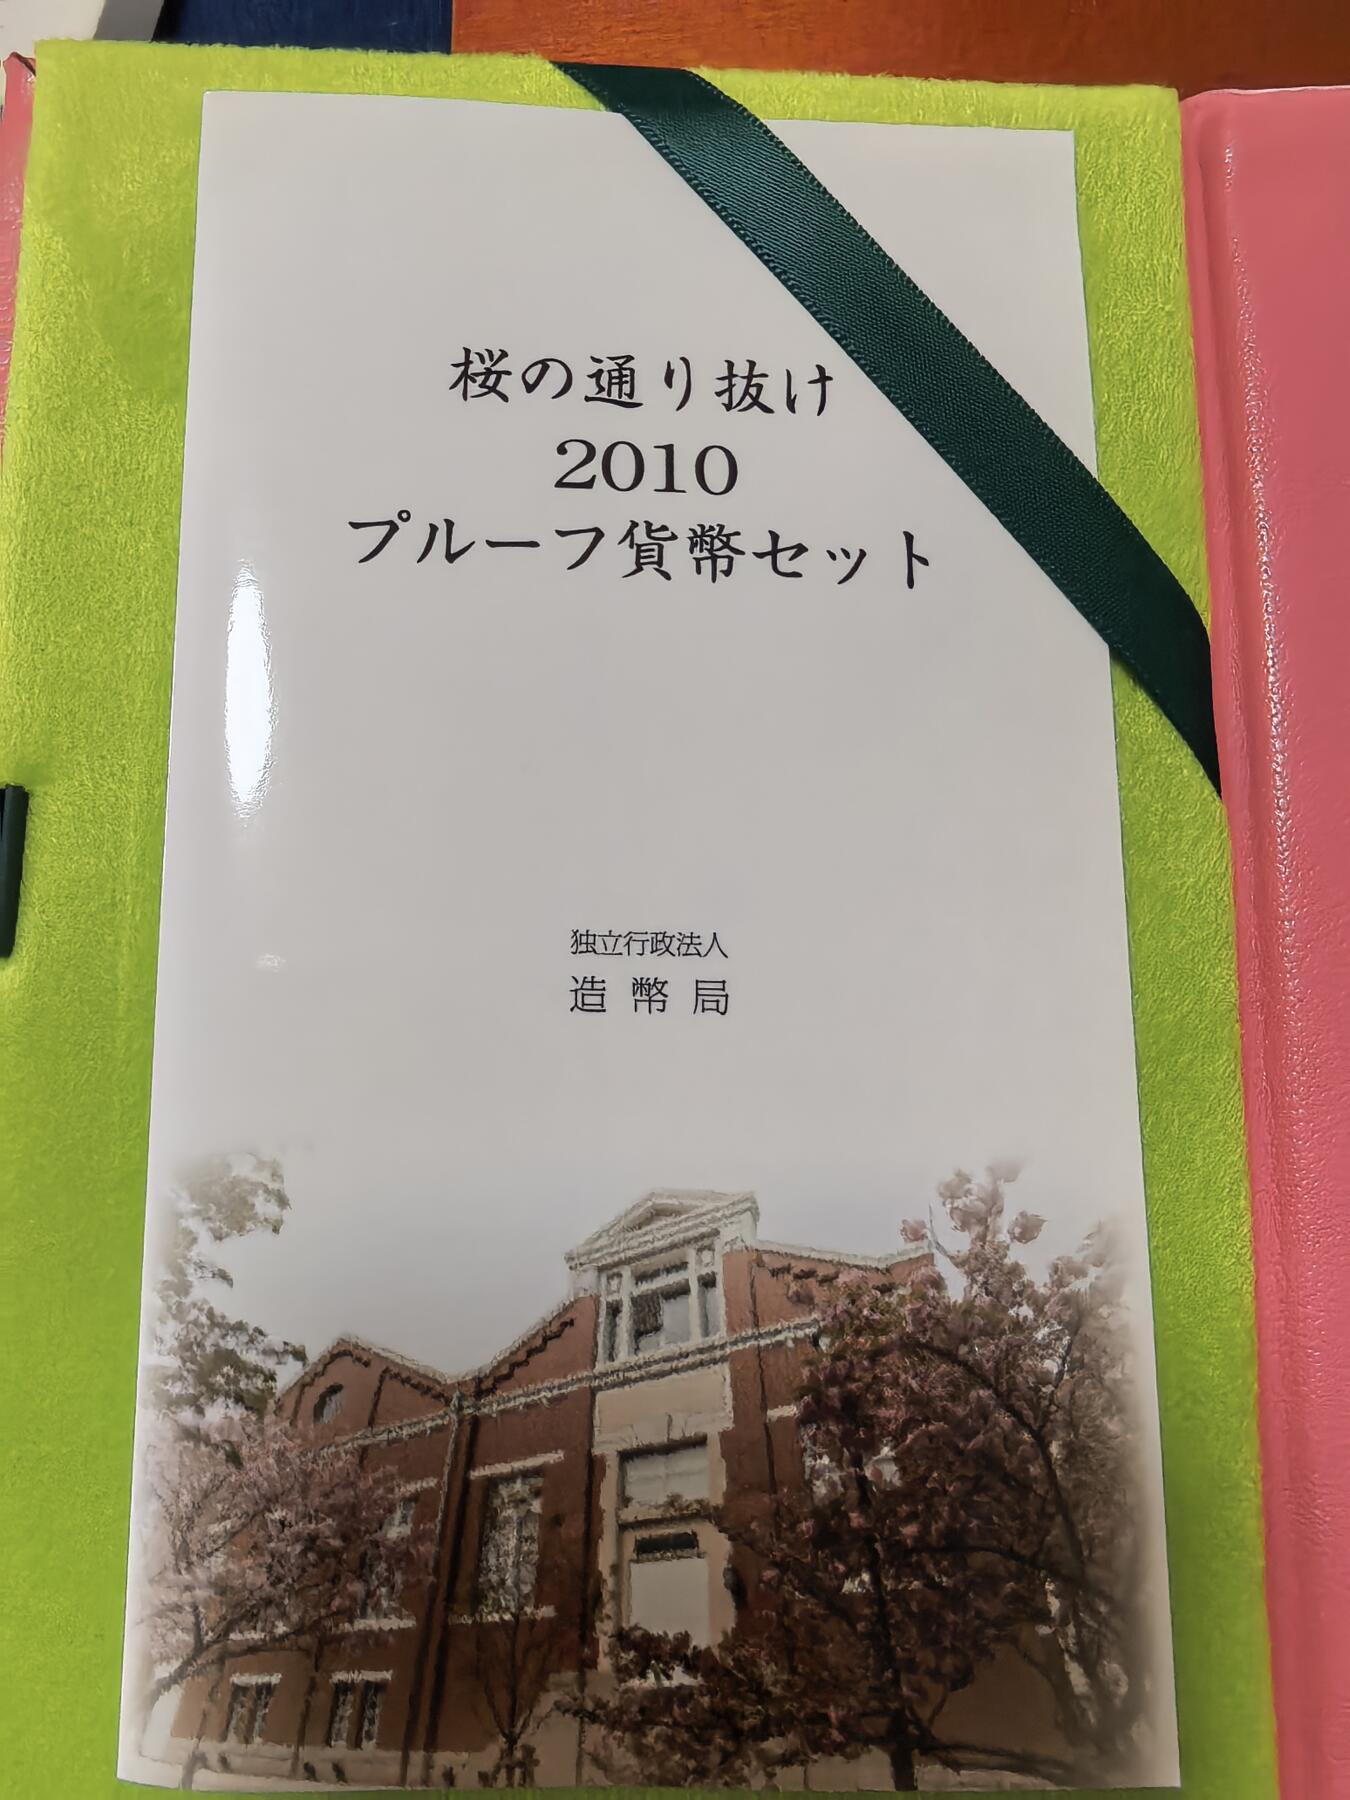 桜の通り抜け
2010
プルーフ貨幣セット
独立行政法人
造幣局